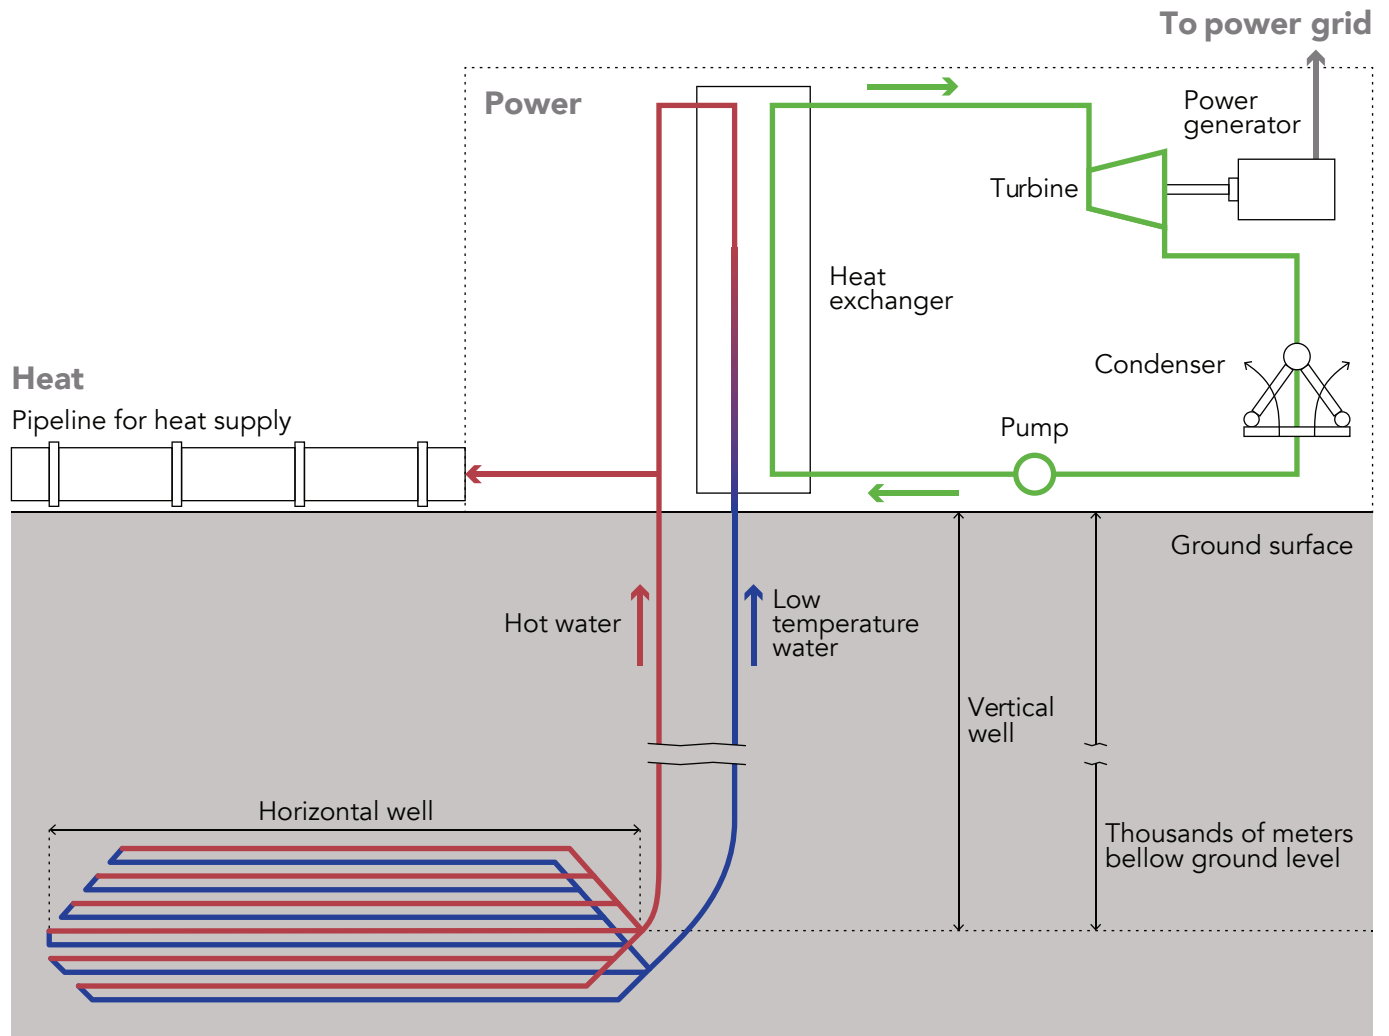 To power grid
Power
Power
generator
Turbine
Heat
exchanger
Condenser
Heat
Pipeline for heat supply
Pump
Ground surface
Hot water
Low
temperature
water
Vertical
well
Horizontal well
Thousands of meters
bellow ground level